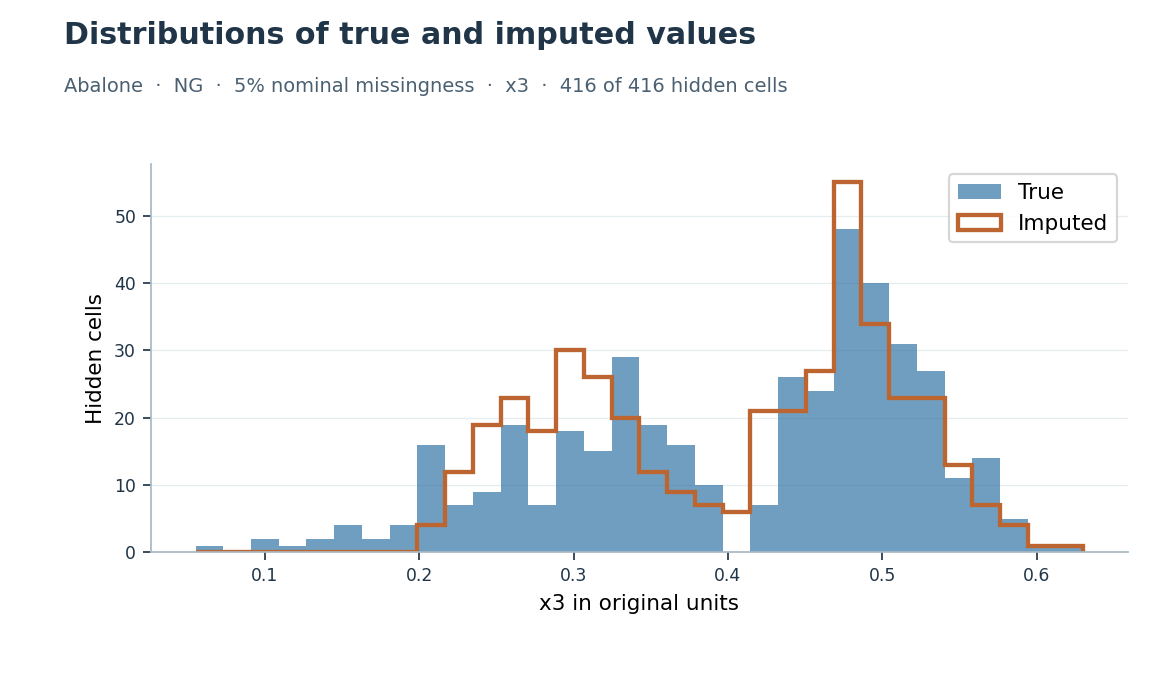 Distributions of true and imputed values
Abalone · NG · 5% nominal missingness · x3 · 416 of 416 hidden cells
True
Imputed
Hidden cells
50
40
30
20
10
0
0.1 0.2 0.3 0.4 0.5 0.6
x3 in original units